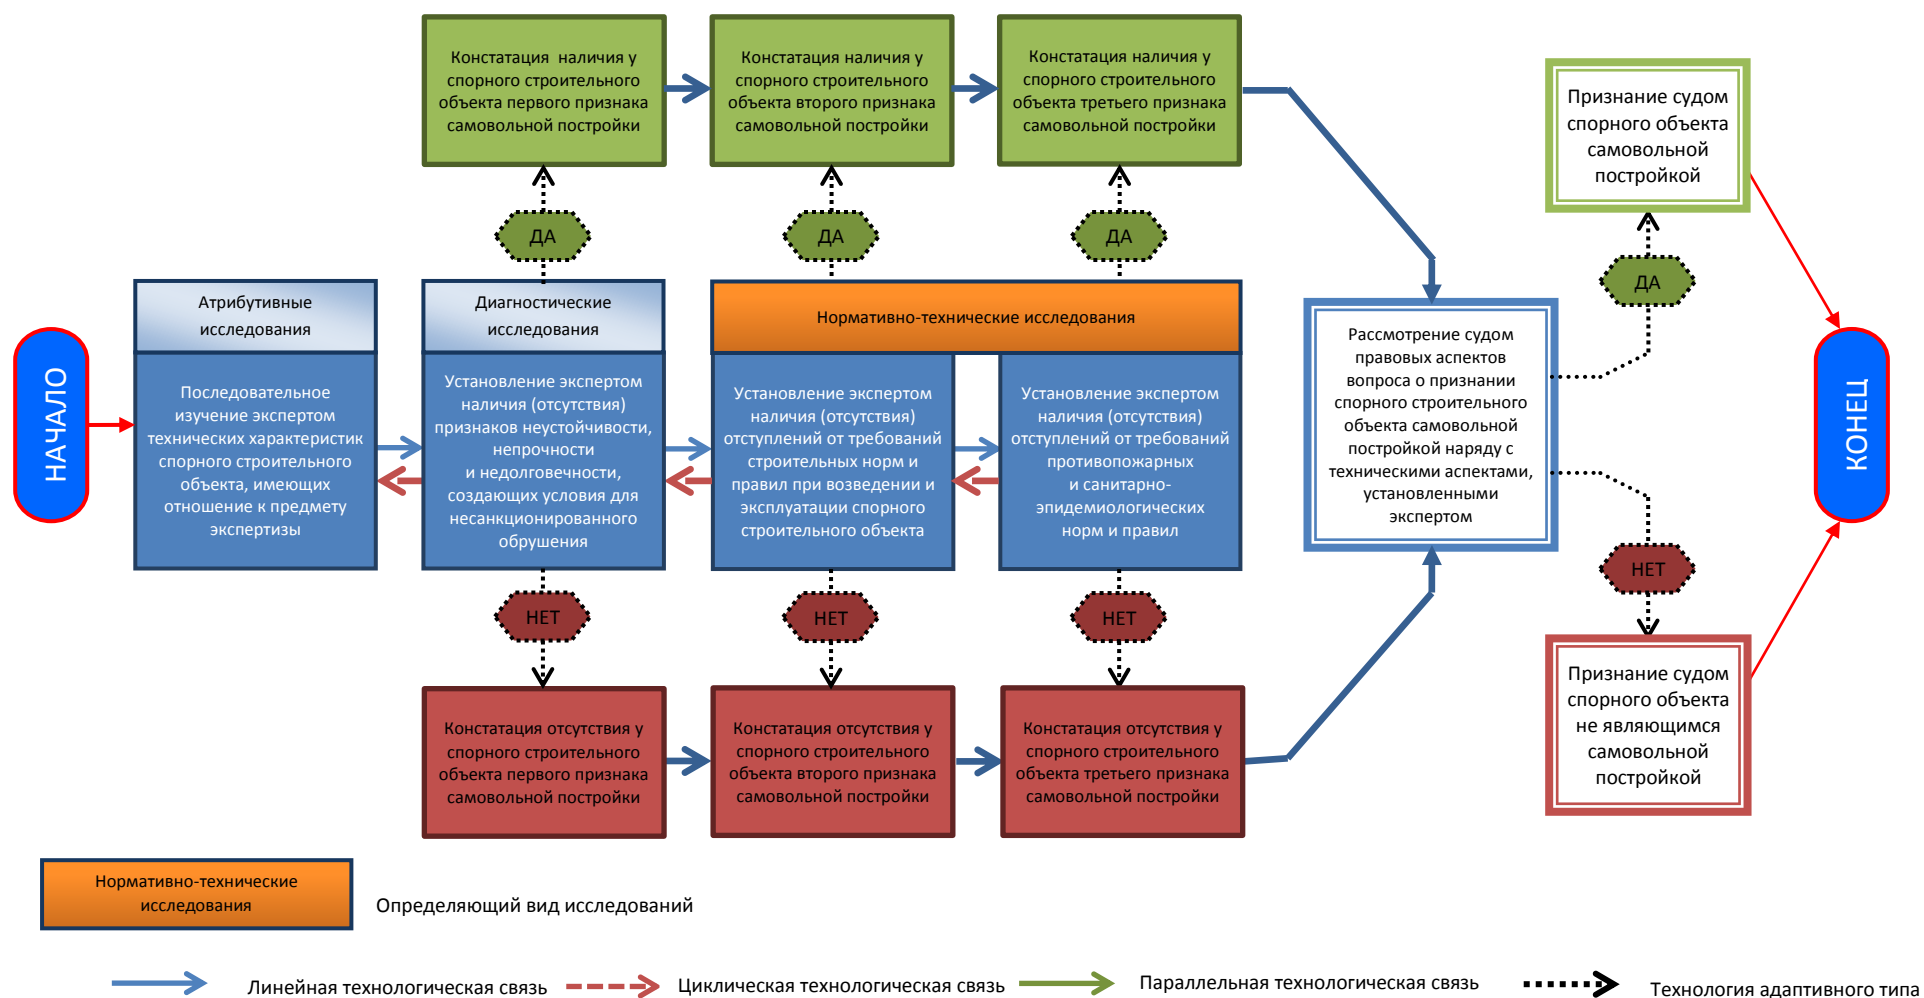 Констатация наличия у
спорного строительного
объекта первого признака
самовольной постройки
Констатация наличия у
спорного строительного
объекта второго признака
самовольной постройки
Констатация наличия у
спорного строительного
объекта третьего признака
самовольной постройки
Признание судом
спорного объекта
самовольной
постройкой
ДА
ДА
ДА
ДА
Атрибутивные
исследования
Диагностические
исследования
Нормативно-технические исследования
НАЧАЛО
Последовательное
изучение экспертом
технических характеристик
спорного строительного
объекта, имеющих
отношение к предмету
экспертизы
Установление экспертом
наличия (отсутствия)
признаков неустойчивости,
непрочности
и недолговечности,
создающих условия для
несанкционированного
обрушения
Установление экспертом
наличия (отсутствия)
отступлений от требований
строительных норм и
правил при возведении и
эксплуатации спорного
строительного объекта
Установление экспертом
наличия (отсутствия)
отступлений от требований
противопожарных
и санитарно-
эпидемиологических
норм и правил
Рассмотрение судом
правовых аспектов
вопроса о признании
спорного строительного
объекта самовольной
постройкой наряду с
техническими аспектами,
установленными
экспертом
КОНЕЦ
НЕТ
НЕТ
НЕТ
НЕТ
Констатация отсутствия у
спорного строительного
объекта первого признака
самовольной постройки
Констатация отсутствия у
спорного строительного
объекта второго признака
самовольной постройки
Констатация отсутствия у
спорного строительного
объекта третьего признака
самовольной постройки
Признание судом
спорного объекта
не являющимся
самовольной
постройкой
Нормативно-технические
исследования
Определяющий вид исследований
Линейная технологическая связь
Циклическая технологическая связь
Параллельная технологическая связь
Технология адаптивного типа